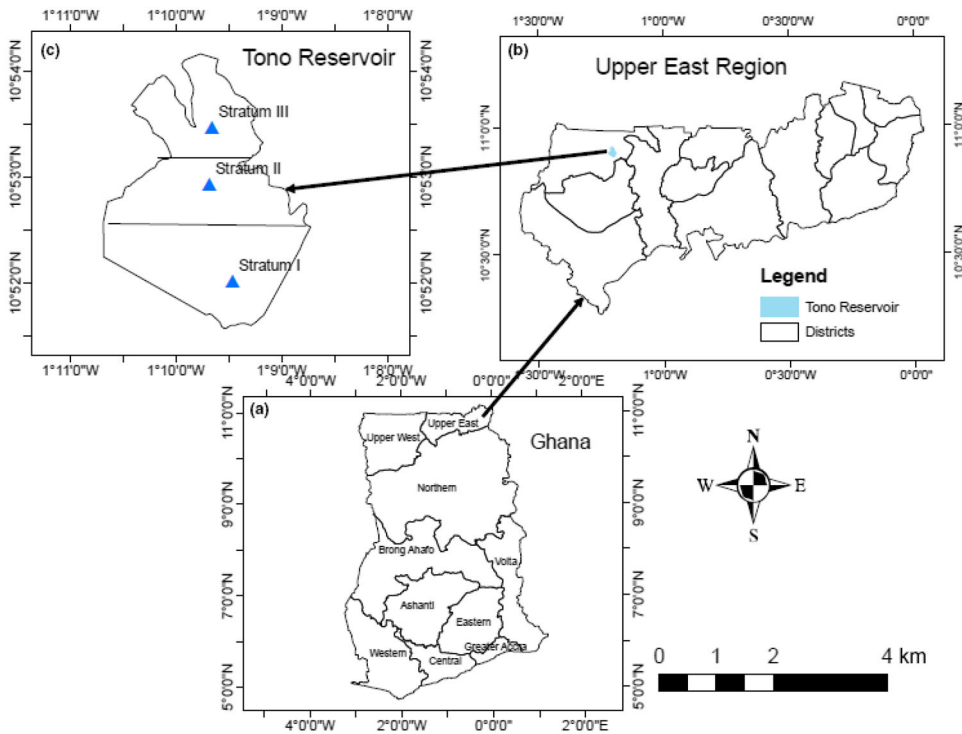 1°11'0"W 1°10'0"W 1°9'0"W 1°8'0"W
(c)
Tono Reservoir
10°54'0"N
10°53'0"N
10°52'0"N
10°54'0"N
10°53'0"N
10°52'0"N
Stratum III
Stratum II
Stratum I
1°11'0"W 1°10'0"W 1°9'0"W 1°8'0"W
1°30'0"W 1°0'0"W 0°30'0"W 0°0'0"
(b)
Upper East Region
11°0'0"N
10°30'0"N
11°0'0"N
10°30'0"N
Legend
Tono Reservoir
Districts
1°30'0"W 1°0'0"W 0°30'0"W 0°0'0"
4°0'0"W 2°0'0"W 0°0'0" 2°0'0"E
(a)
Ghana
11°0'0"N
9°0'0"N
7°0'0"N
5°0'0"N
11°0'0"N
9°0'0"N
7°0'0"N
5°0'0"N
Upper East
Upper West
Northern
Brong Ahafo
Volta
Ashanti
Eastern
Greater Accra
Western
Central
4°0'0"W 2°0'0"W 0°0'0" 2°0'0"E
N
W E
S
0 1 2 4 km